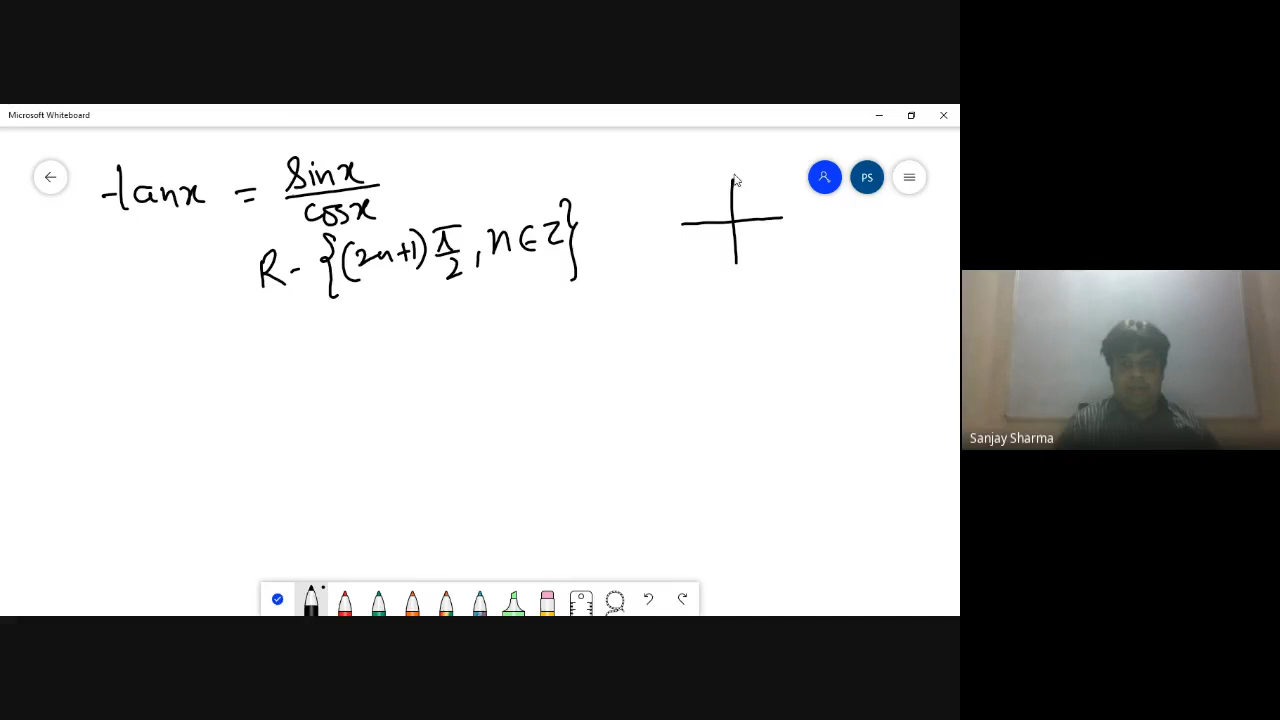 Microsoft Whiteboard
tanx = sinx / cosx
PS
R - {(2n+1) π/2, n ∈ Z}
Sanjay Sharma